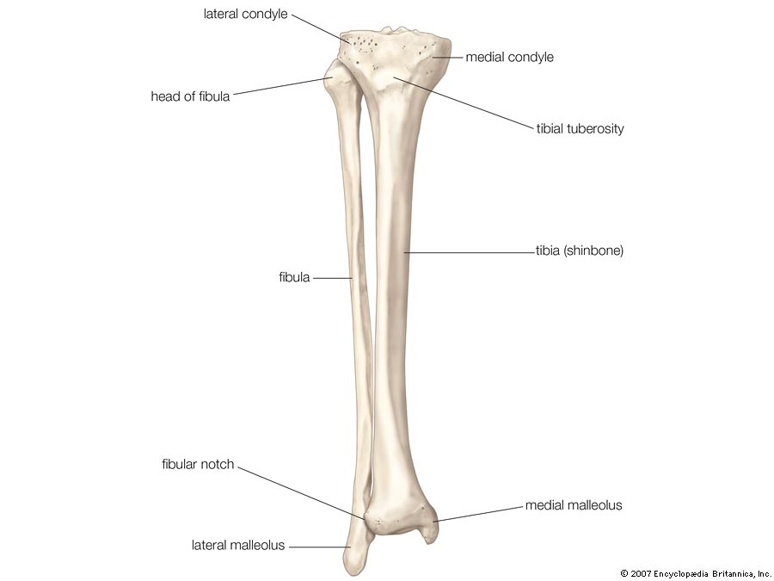 lateral condyle
medial condyle
head of fibula
tibial tuberosity
tibia (shinbone)
fibula
fibular notch
medial malleolus
lateral malleolus
© 2007 Encyclopædia Britannica, Inc.